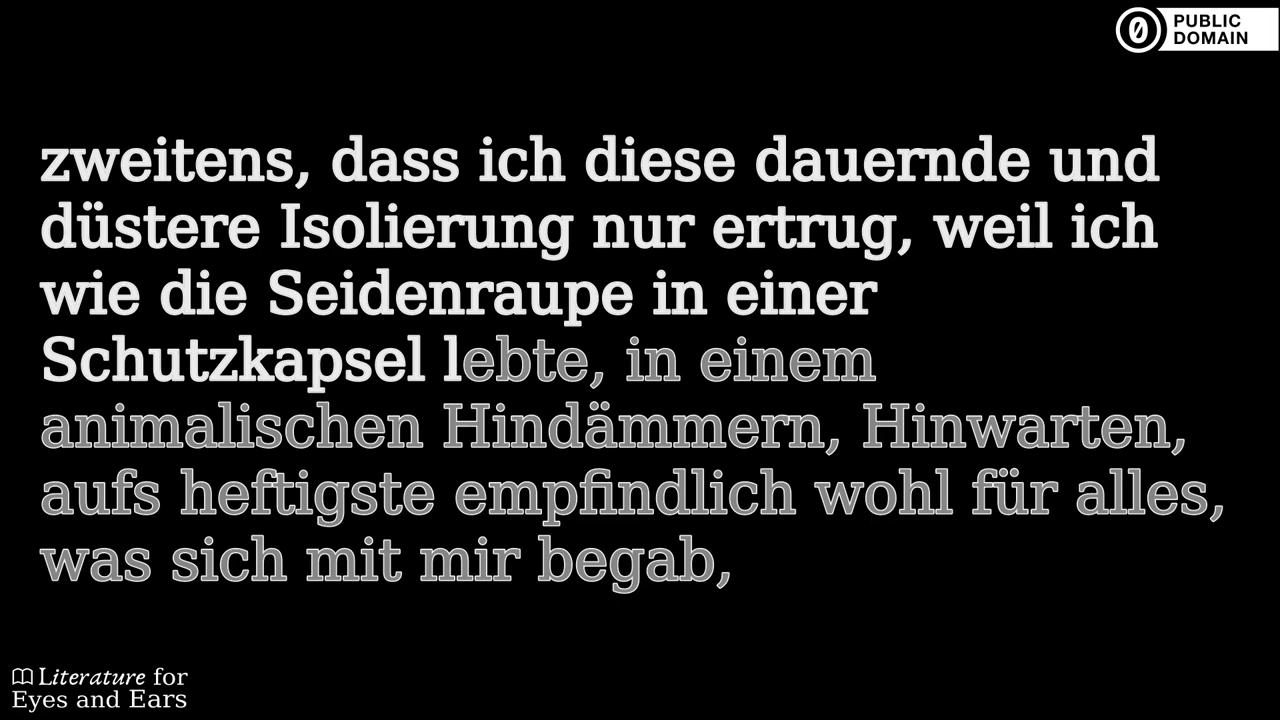 PUBLIC
DOMAIN
zweitens, dass ich diese dauernde und
düstere Isolierung nur ertrug, weil ich
wie die Seidenraupe in einer
Schutzkapsel lebte, in einem
animalischen Hindämmern, Hinwarten,
aufs heftigste empfindlich wohl für alles,
was sich mit mir begab,
Literature for
Eyes and Ears